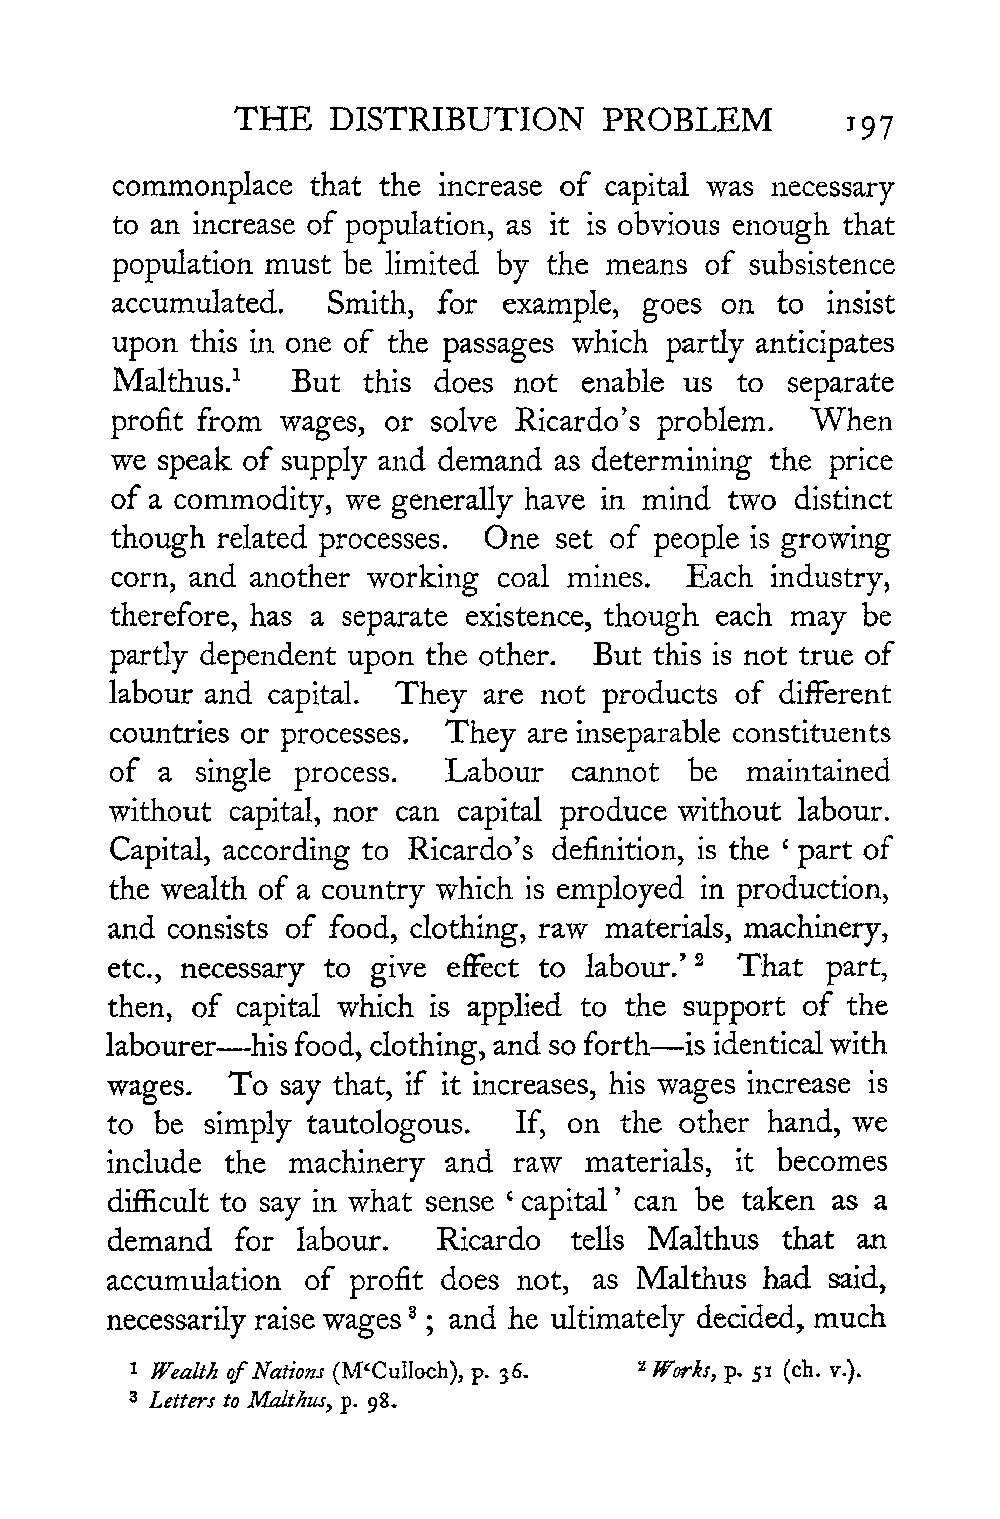 THE DISTRIBUTION PROBLEM 197
commonplace that the increase of capital was necessary
to an increase of population, as it is obvious enough that
population must be limited by the means of subsistence
accumulated. Smith, for example, goes on to insist
upon this in one of the passages which partly anticipates
Malthus.¹ But this does not enable us to separate
profit from wages, or solve Ricardo's problem. When
we speak of supply and demand as determining the price
of a commodity, we generally have in mind two distinct
though related processes. One set of people is growing
corn, and another working coal mines. Each industry,
therefore, has a separate existence, though each may be
partly dependent upon the other. But this is not true of
labour and capital. They are not products of different
countries or processes. They are inseparable constituents
of a single process. Labour cannot be maintained
without capital, nor can capital produce without labour.
Capital, according to Ricardo's definition, is the ‘ part of
the wealth of a country which is employed in production,
and consists of food, clothing, raw materials, machinery,
etc., necessary to give effect to labour.’ ² That part,
then, of capital which is applied to the support of the
labourer—his food, clothing, and so forth—is identical with
wages. To say that, if it increases, his wages increase is
to be simply tautologous. If, on the other hand, we
include the machinery and raw materials, it becomes
difficult to say in what sense ‘ capital ’ can be taken as a
demand for labour. Ricardo tells Malthus that an
accumulation of profit does not, as Malthus had said,
necessarily raise wages ³ ; and he ultimately decided, much
¹ Wealth of Nations (M‘Culloch), p. 36. ² Works, p. 51 (ch. v.).
³ Letters to Malthus, p. 98.